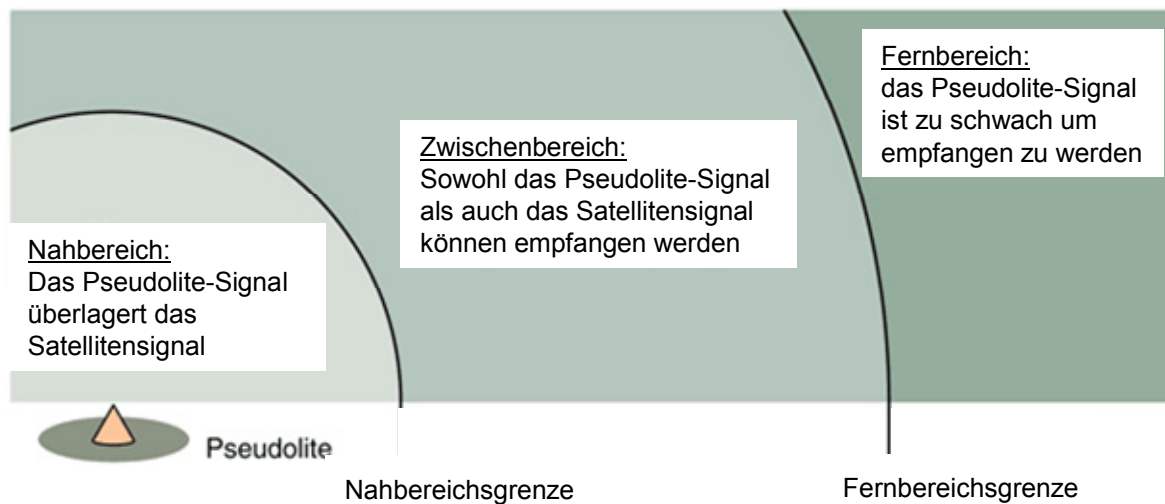 Fernbereich:
das Pseudolite-Signal
ist zu schwach um
empfangen zu werden
Zwischenbereich:
Sowohl das Pseudolite-Signal
als auch das Satellitensignal
können empfangen werden
Nahbereich:
Das Pseudolite-Signal
überlagert das
Satellitensignal
Pseudolite
Nahbereichsgrenze
Fernbereichsgrenze